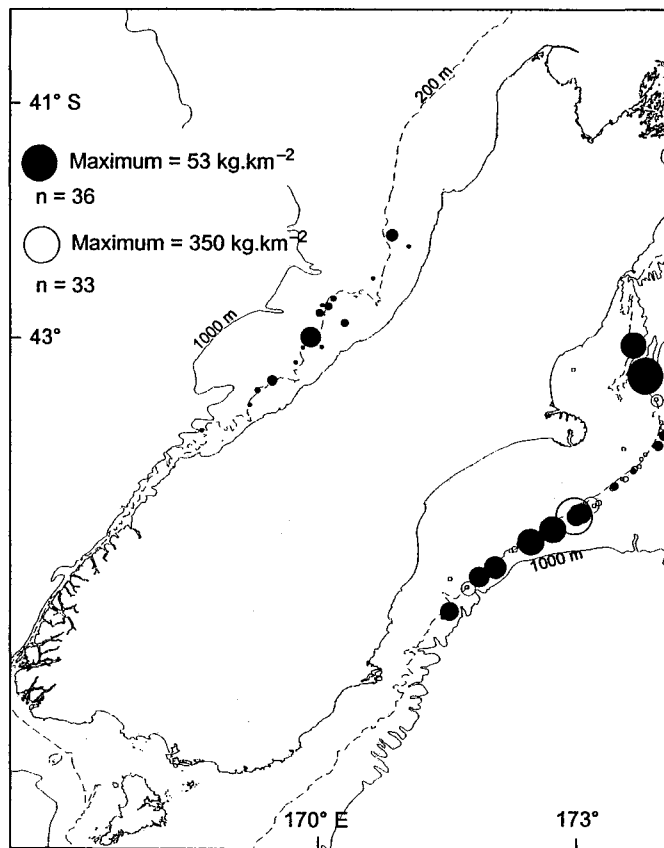 200 m
41° S
Maximum = 53 kg.km⁻²
n = 36
Maximum = 350 kg.km⁻²
n = 33
1000 m
43°
1000 m
170° E
173°